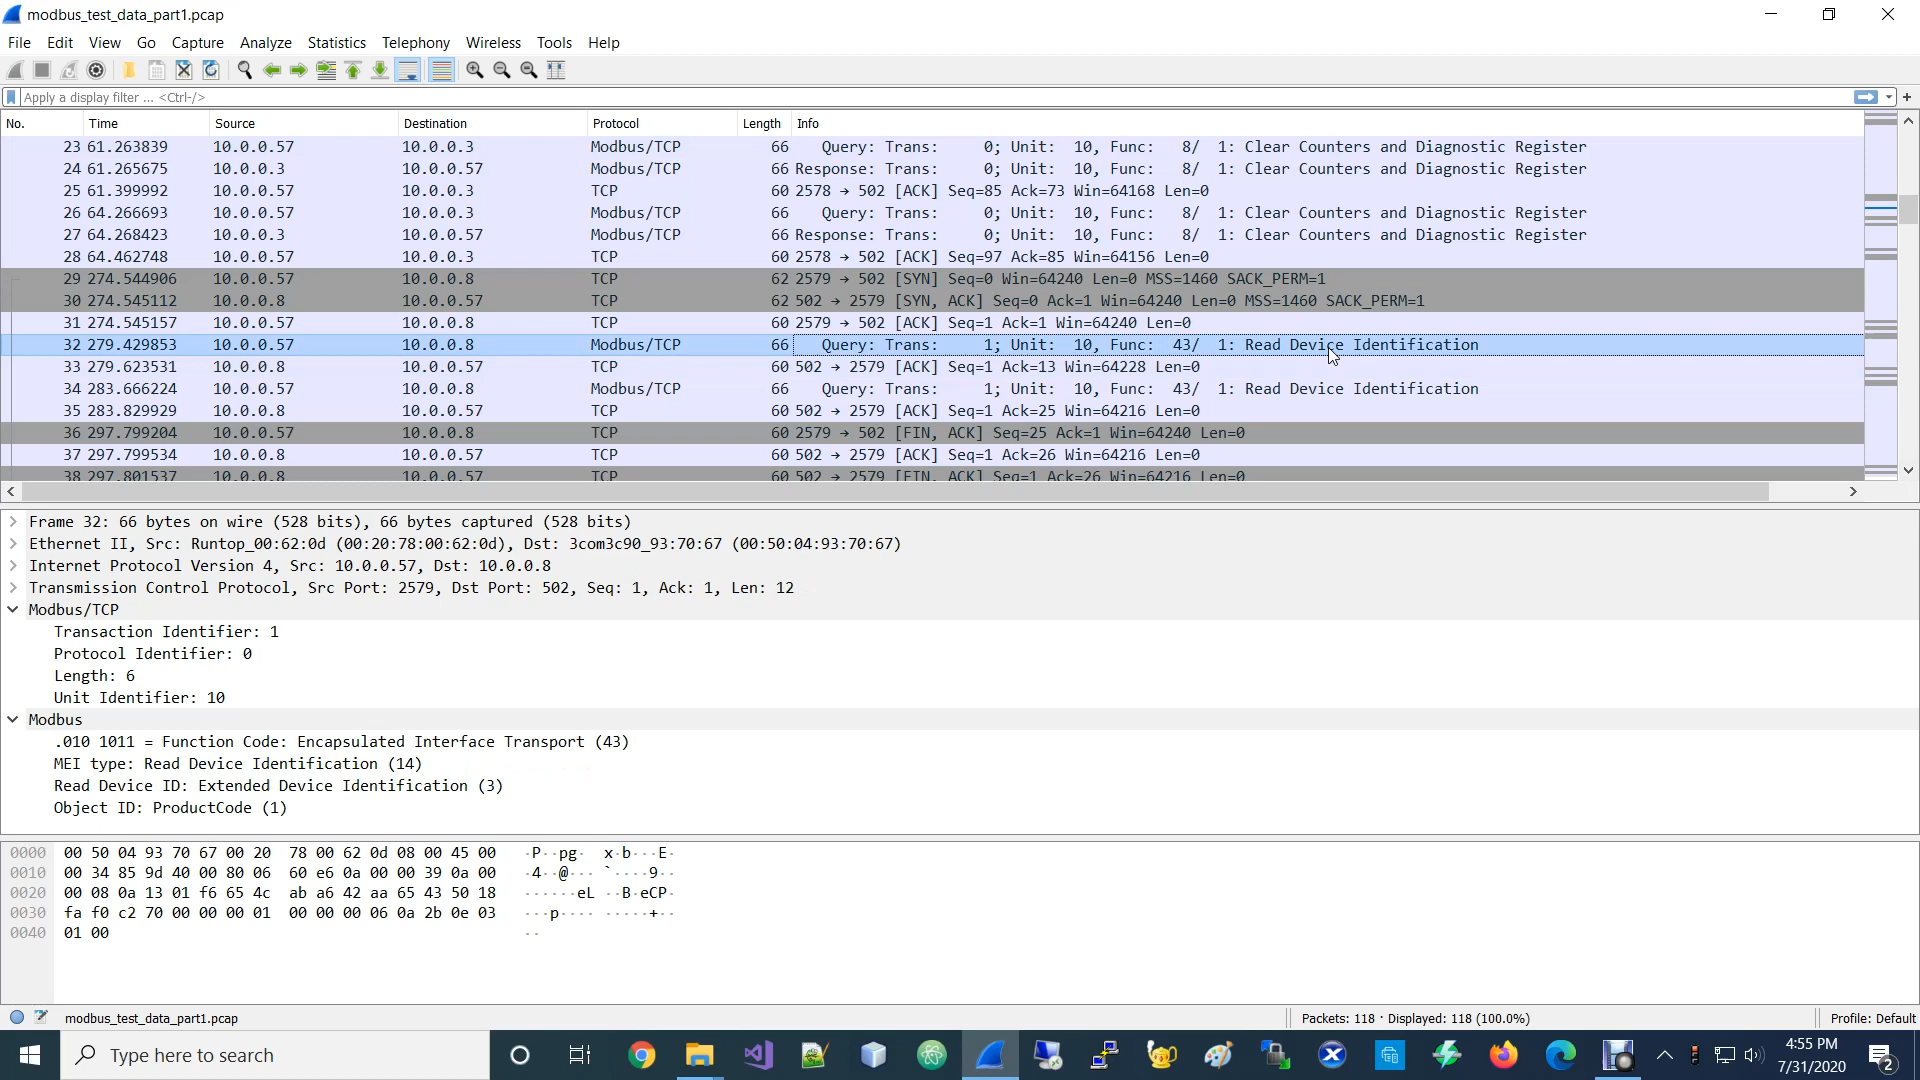 modbus_test_data_part1.pcap
File Edit View Go Capture Analyze Statistics Telephony Wireless Tools Help
Apply a display filter ... <Ctrl-/>
No. Time Source Destination Protocol Length Info
23 61.263839 10.0.0.57 10.0.0.3 Modbus/TCP 66 Query: Trans: 0; Unit: 10, Func: 8/ 1: Clear Counters and Diagnostic Register
24 61.265675 10.0.0.3 10.0.0.57 Modbus/TCP 66 Response: Trans: 0; Unit: 10, Func: 8/ 1: Clear Counters and Diagnostic Register
25 61.399992 10.0.0.57 10.0.0.3 TCP 60 2578 → 502 [ACK] Seq=85 Ack=73 Win=64168 Len=0
26 64.266693 10.0.0.57 10.0.0.3 Modbus/TCP 66 Query: Trans: 0; Unit: 10, Func: 8/ 1: Clear Counters and Diagnostic Register
27 64.268423 10.0.0.3 10.0.0.57 Modbus/TCP 66 Response: Trans: 0; Unit: 10, Func: 8/ 1: Clear Counters and Diagnostic Register
28 64.462748 10.0.0.57 10.0.0.3 TCP 60 2578 → 502 [ACK] Seq=97 Ack=85 Win=64156 Len=0
29 274.544906 10.0.0.57 10.0.0.8 TCP 62 2579 → 502 [SYN] Seq=0 Win=64240 Len=0 MSS=1460 SACK_PERM=1
30 274.545112 10.0.0.8 10.0.0.57 TCP 62 502 → 2579 [SYN, ACK] Seq=0 Ack=1 Win=64240 Len=0 MSS=1460 SACK_PERM=1
31 274.545157 10.0.0.57 10.0.0.8 TCP 60 2579 → 502 [ACK] Seq=1 Ack=1 Win=64240 Len=0
32 279.429853 10.0.0.57 10.0.0.8 Modbus/TCP 66 Query: Trans: 1; Unit: 10, Func: 43/ 1: Read Device Identification
33 279.623531 10.0.0.8 10.0.0.57 TCP 60 502 → 2579 [ACK] Seq=1 Ack=13 Win=64228 Len=0
34 283.666224 10.0.0.57 10.0.0.8 Modbus/TCP 66 Query: Trans: 1; Unit: 10, Func: 43/ 1: Read Device Identification
35 283.829929 10.0.0.8 10.0.0.57 TCP 60 502 → 2579 [ACK] Seq=1 Ack=25 Win=64216 Len=0
36 297.799204 10.0.0.57 10.0.0.8 TCP 60 2579 → 502 [FIN, ACK] Seq=25 Ack=1 Win=64240 Len=0
37 297.799534 10.0.0.8 10.0.0.57 TCP 60 502 → 2579 [ACK] Seq=1 Ack=26 Win=64216 Len=0
38 297.801537 10.0.0.8 10.0.0.57 TCP 60 502 → 2579 [FIN, ACK] Seq=1 Ack=26 Win=64216 Len=0
Frame 32: 66 bytes on wire (528 bits), 66 bytes captured (528 bits)
Ethernet II, Src: Runtop_00:62:0d (00:20:78:00:62:0d), Dst: 3com3c90_93:70:67 (00:50:04:93:70:67)
Internet Protocol Version 4, Src: 10.0.0.57, Dst: 10.0.0.8
Transmission Control Protocol, Src Port: 2579, Dst Port: 502, Seq: 1, Ack: 1, Len: 12
Modbus/TCP
Transaction Identifier: 1
Protocol Identifier: 0
Length: 6
Unit Identifier: 10
Modbus
.010 1011 = Function Code: Encapsulated Interface Transport (43)
MEI type: Read Device Identification (14)
Read Device ID: Extended Device Identification (3)
Object ID: ProductCode (1)
0000 00 50 04 93 70 67 00 20 78 00 62 0d 08 00 45 00 ·P··pg· x·b···E·
0010 00 34 85 9d 40 00 80 06 60 e6 0a 00 00 39 0a 00 ·4··@··· `····9··
0020 00 08 0a 13 01 f6 65 4c ab a6 42 aa 65 43 50 18 ······eL ··B·eCP·
0030 fa f0 c2 70 00 00 00 01 00 00 00 06 0a 2b 0e 03 ···p···· ·····+··
0040 01 00 ··
modbus_test_data_part1.pcap Packets: 118 · Displayed: 118 (100.0%) Profile: Default
Type here to search
4:55 PM
7/31/2020
2